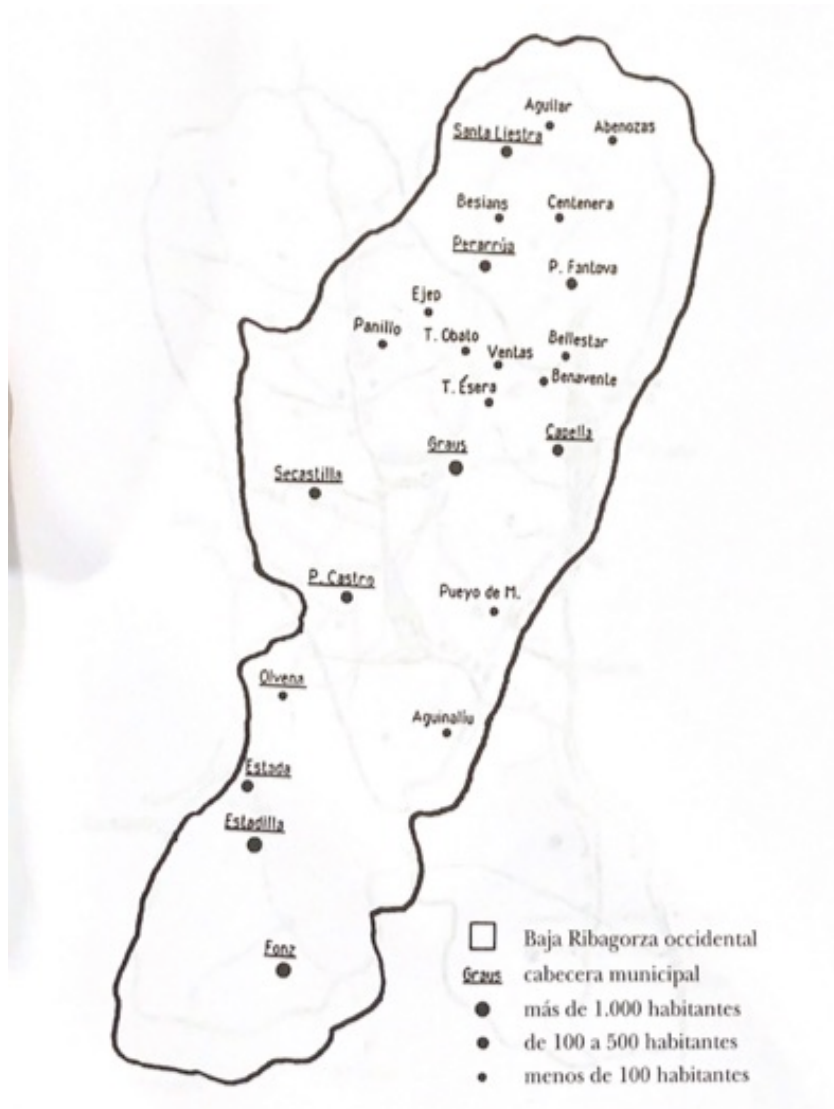 Aguilar
Abenozas
Santa Liestra
Besians
Centenera
Perarrúa
P. Fantova
Ejep
Panillo
T. Obato
Ventas
Bellestar
Benavente
T. Ésera
Graus
Capella
Secastilla
P. Castro
Pueyo de M.
Olvena
Aguinalíu
Estada
Estadilla
Fonz
Baja Ribagorza occidental
Graus cabecera municipal
más de 1.000 habitantes
de 100 a 500 habitantes
menos de 100 habitantes